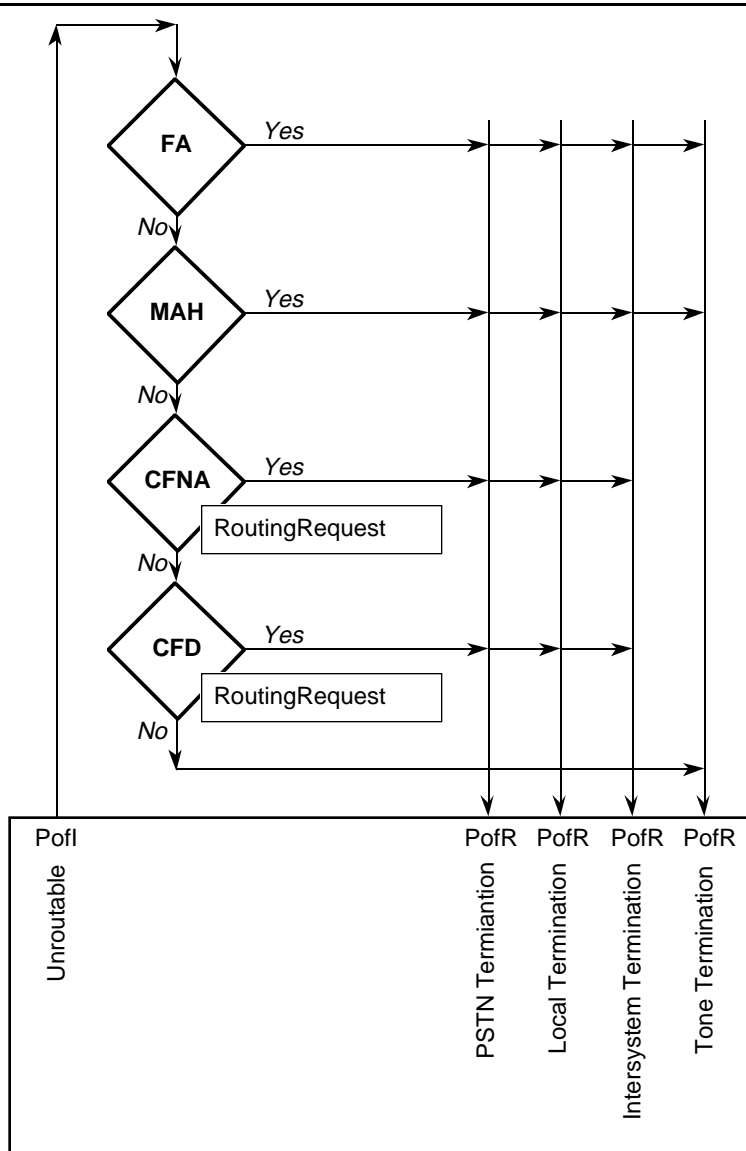 FA
Yes
No
MAH
Yes
No
CFNA
Yes
RoutingRequest
No
CFD
Yes
RoutingRequest
No
PofI
PofR
PofR
PofR
PofR
Unroutable
PSTN Termiantion
Local Termination
Intersystem Termination
Tone Termination